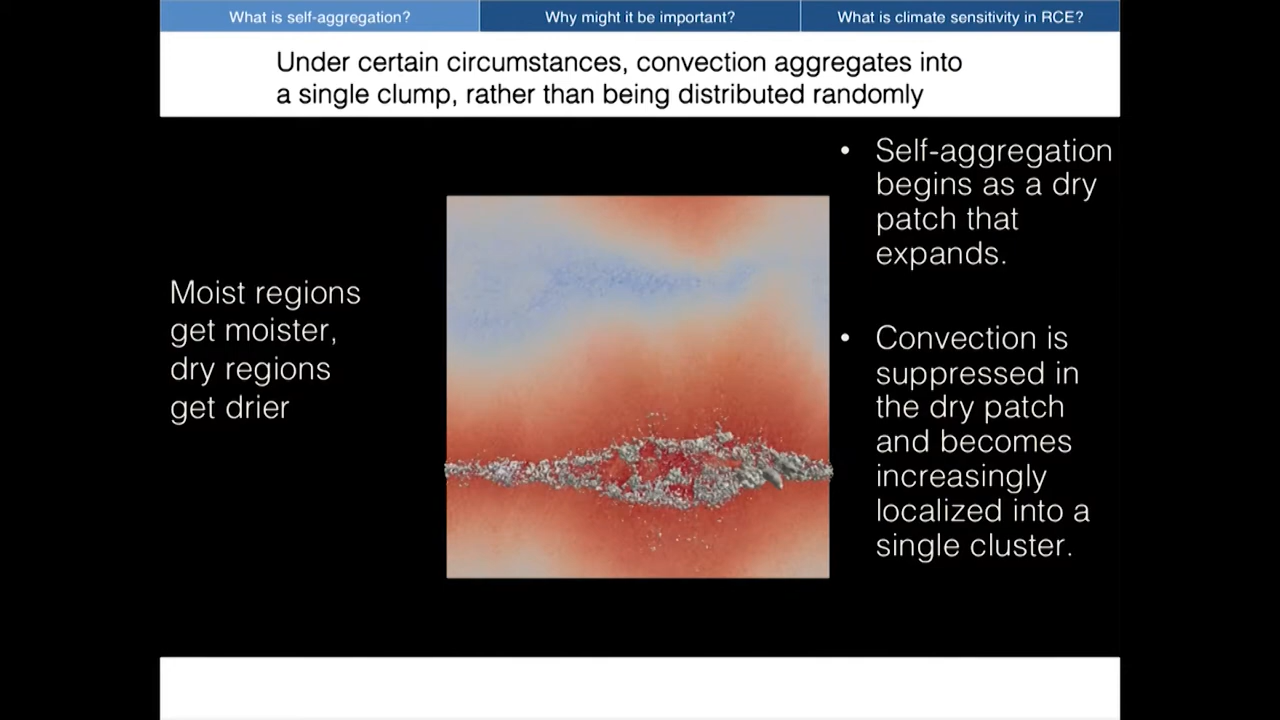 What is self-aggregation?
Why might it be important?
What is climate sensitivity in RCE?
Under certain circumstances, convection aggregates into
a single clump, rather than being distributed randomly
Moist regions
get moister,
dry regions
get drier
• Self-aggregation
begins as a dry
patch that
expands.
• Convection is
suppressed in
the dry patch
and becomes
increasingly
localized into a
single cluster.